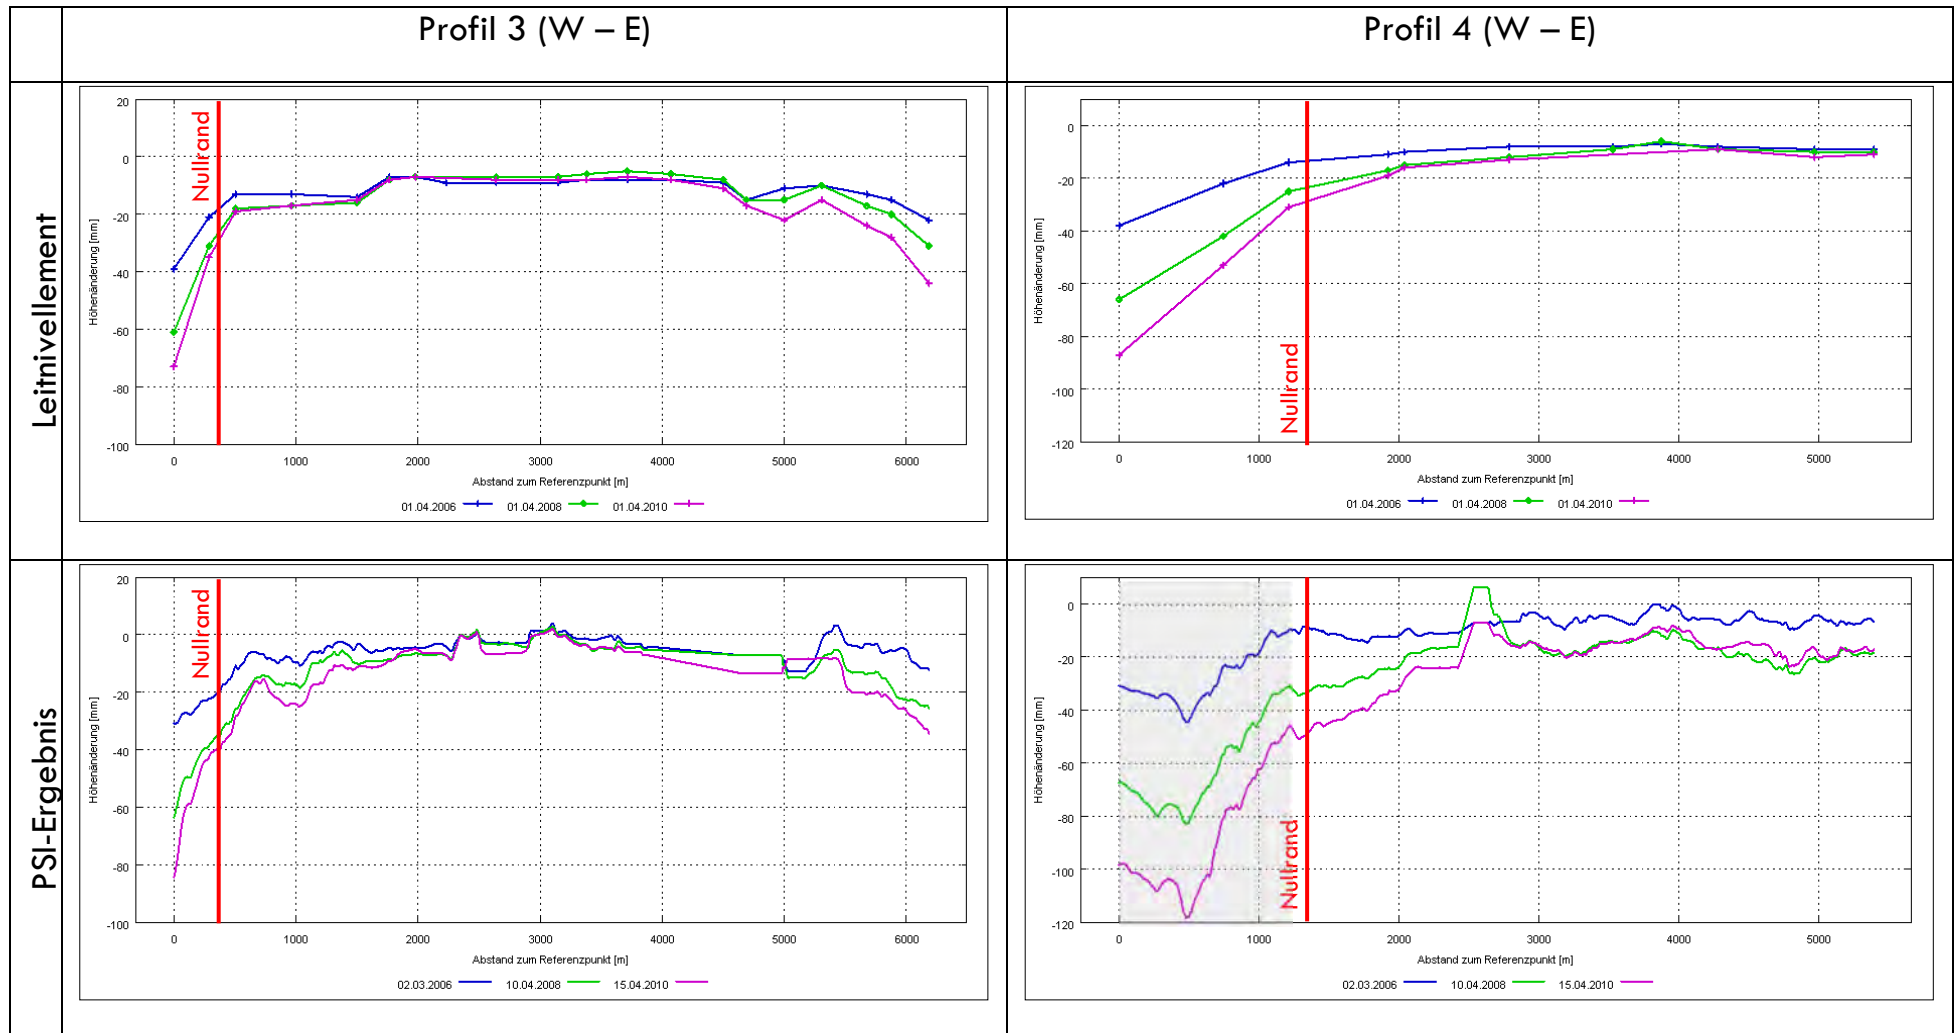 Profil 3 (W – E)
Profil 4 (W – E)
Leitnivellement
20
0
-20
-40
-60
-80
-100
Höhenänderung [mm]
Nullrand
0 1000 2000 3000 4000 5000 6000
Abstand zum Referenzpunkt [m]
01.04.2006 01.04.2008 01.04.2010
0
-20
-40
-60
-80
-100
-120
Höhenänderung [mm]
Nullrand
0 1000 2000 3000 4000 5000
Abstand zum Referenzpunkt [m]
01.04.2006 01.04.2008 01.04.2010
PSI-Ergebnis
20
0
-20
-40
-60
-80
-100
Höhenänderung [mm]
Nullrand
0 1000 2000 3000 4000 5000 6000
Abstand zum Referenzpunkt [m]
02.03.2006 10.04.2008 15.04.2010
0
-20
-40
-60
-80
-100
-120
Höhenänderung [mm]
Nullrand
0 1000 2000 3000 4000 5000
Abstand zum Referenzpunkt [m]
02.03.2006 10.04.2008 15.04.2010